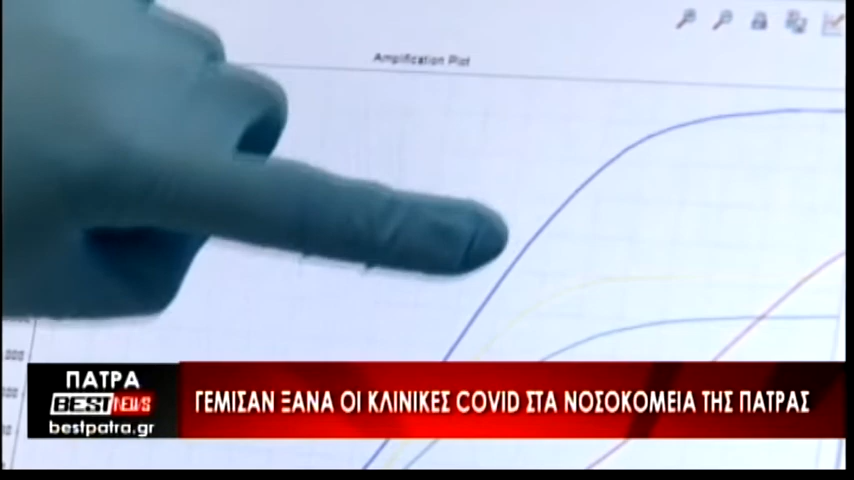 Amplification Plot
ΠΑΤΡΑ
BEST NEWS
bestpatra.gr
ΓΕΜΙΣΑΝ ΞΑΝΑ ΟΙ ΚΛΙΝΙΚΕΣ COVID ΣΤΑ ΝΟΣΟΚΟΜΕΙΑ ΤΗΣ ΠΑΤΡΑΣ